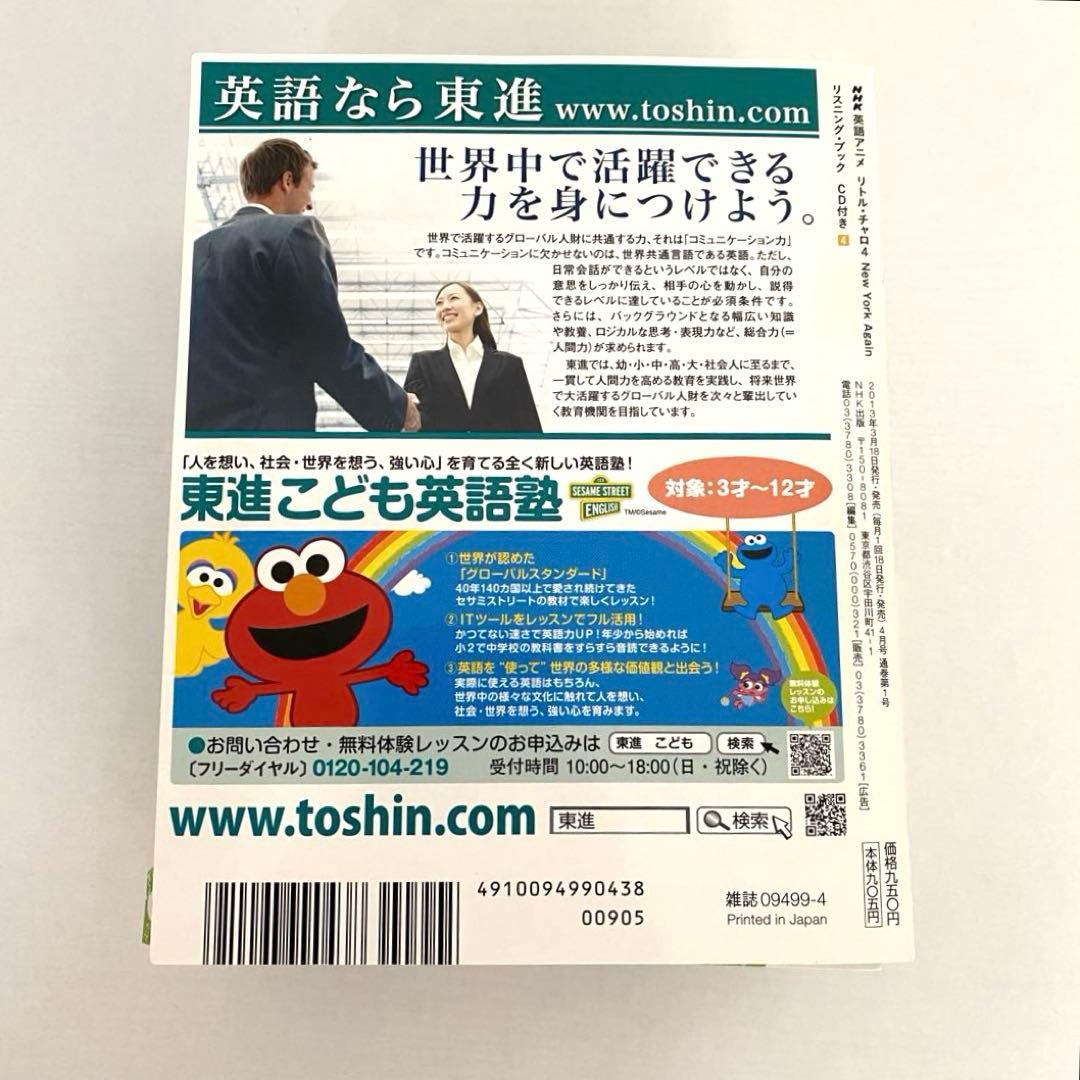 英語なら東進 www.toshin.com
世界中で活躍できる
力を身につけよう。
世界で活躍するグローバル人財に共通する力、それは「コミュニケーション力」
です。コミュニケーションに欠かせないのは、世界共通言語である英語。ただし、
日常会話ができるというレベルではなく、自分の
意思をしっかり伝え、相手の心を動かし、説得
できるレベルに達していることが必須条件です。
さらには、バックグラウンドとなる幅広い知識
や教養、ロジカルな思考・表現力など、総合力(=
人間力)が求められます。
東進では、幼・小・中・高・大・社会人に至るまで、
一貫して人間力を高める教育を実践し、将来世界
で大活躍するグローバル人財を次々と輩出してい
く教育機関を目指しています。
「人を想い、社会・世界を想う、強い心」を育てる全く新しい英語塾!
東進こども英語塾
SESAME STREET
ENGLISH
TM/©Sesame
対象:3才〜12才
①世界が認めた
「グローバルスタンダード」
40年140カ国以上で愛され続けてきた
セサミストリートの教材で楽しくレッスン!
②ITツールをレッスンでフル活用!
かつてない速さで英語力UP!年少から始めれば
小2で中学校の教科書をすらすら音読できるように!
③英語を"使って"世界の多様な価値観と出会う!
実際に使える英語はもちろん、
世界中の様々な文化に触れて人を想い、
社会・世界を想う、強い心を育みます。
無料体験
レッスンの
お申し込みは
こちら!
●お問い合わせ・無料体験レッスンのお申込みは 東進 こども 検索
〔フリーダイヤル〕0120-104-219 受付時間 10:00〜18:00(日・祝除く)
www.toshin.com 東進 検索
4910094990438
00905
雑誌 09499-4
Printed in Japan
NHK 英語アニメ リトル・チャロ4 New York Again
リスニング・ブック CD付き 4
2013年3月18日発行・発売(毎月1回18日発行・発売)4月号 通巻第1号
NHK出版 〒150-8081 東京都渋谷区宇田川町41-1
電話03(3780)3308[編集] 0570(000)321[販売] 03(3780)3361[広告]
価格九五〇円
本体九〇五円